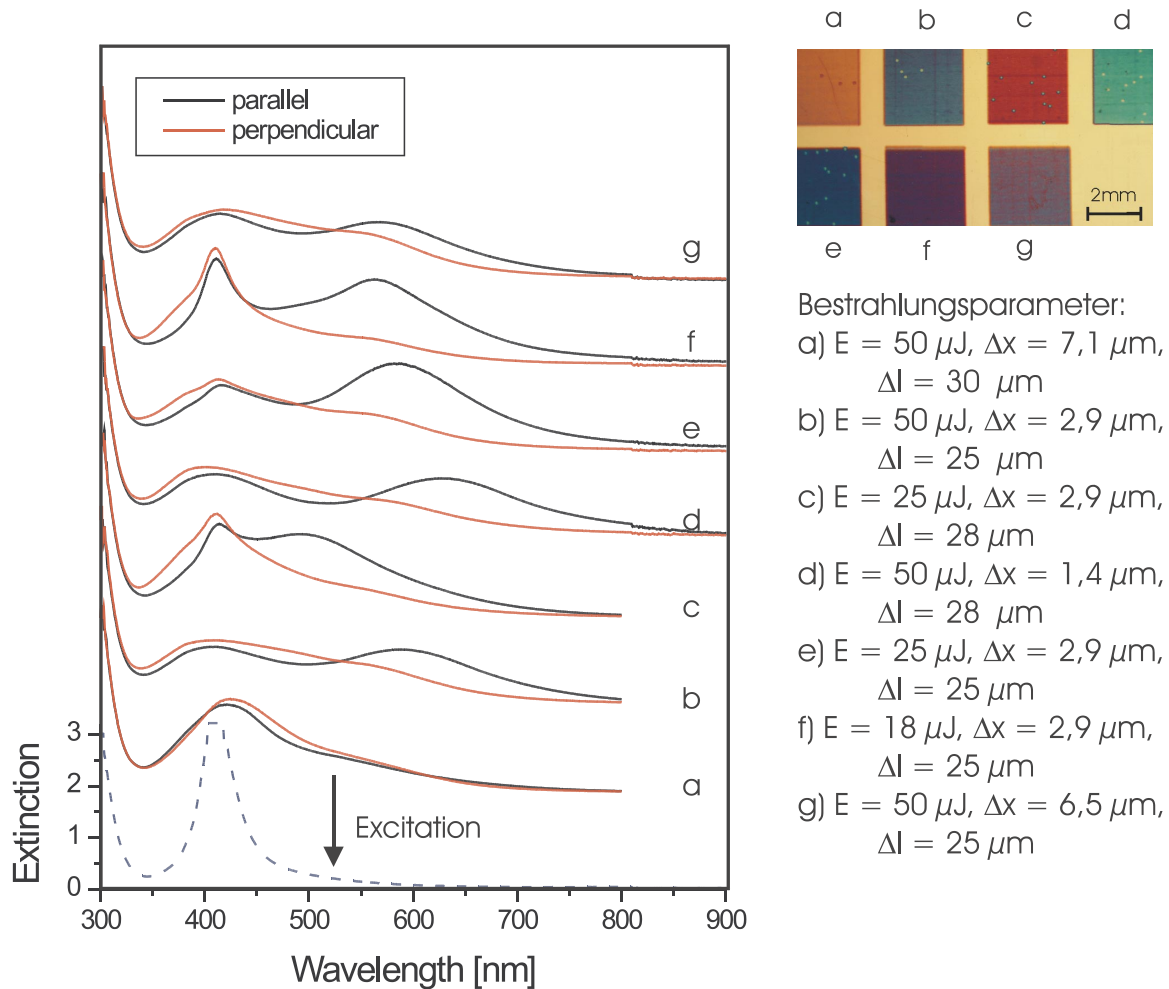 a b c d
parallel
perpendicular
2mm
e f g
g
f
e
d
c
b
a
Bestrahlungsparameter:
a) E = 50 µJ, Δx = 7,1 µm,
Δl = 30 µm
b) E = 50 µJ, Δx = 2,9 µm,
Δl = 25 µm
c) E = 25 µJ, Δx = 2,9 µm,
Δl = 28 µm
d) E = 50 µJ, Δx = 1,4 µm,
Δl = 28 µm
e) E = 25 µJ, Δx = 2,9 µm,
Δl = 25 µm
f) E = 18 µJ, Δx = 2,9 µm,
Δl = 25 µm
g) E = 50 µJ, Δx = 6,5 µm,
Δl = 25 µm
3
2
1
0
Extinction
Excitation
300 400 500 600 700 800 900
Wavelength [nm]